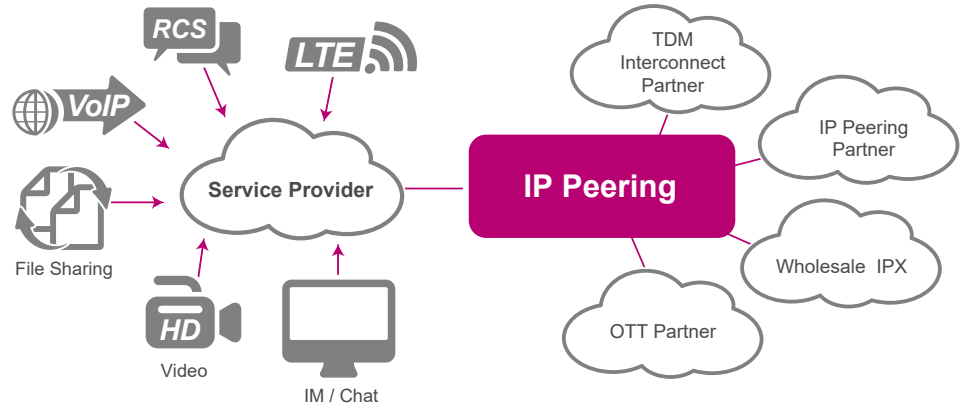 RCS
LTE
VoIP
File Sharing
HD
Video
IM / Chat
Service Provider
IP Peering
TDM
Interconnect
Partner
IP Peering
Partner
Wholesale IPX
OTT Partner